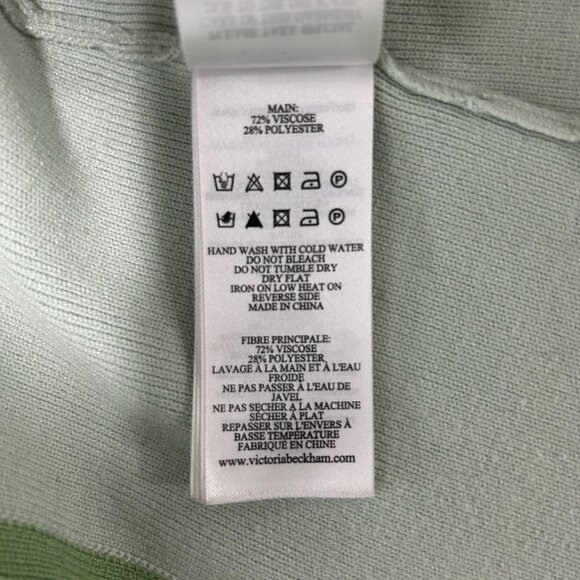 MAIN:
72% VISCOSE
28% POLYESTER
P
P
HAND WASH WITH COLD WATER
DO NOT BLEACH
DO NOT TUMBLE DRY
DRY FLAT
IRON ON LOW HEAT ON
REVERSE SIDE
MADE IN CHINA
FIBRE PRINCIPALE:
72% VISCOSE
28% POLYESTER
LAVAGE À LA MAIN ET À L'EAU
FROIDE
NE PAS PASSER À L'EAU DE
JAVEL
NE PAS SECHER A LA MACHINE
SÉCHER À PLAT
REPASSER SUR L'ENVERS À
BASSE TEMPÉRATURE
FABRIQUÉ EN CHINE
www.victoriabeckham.com